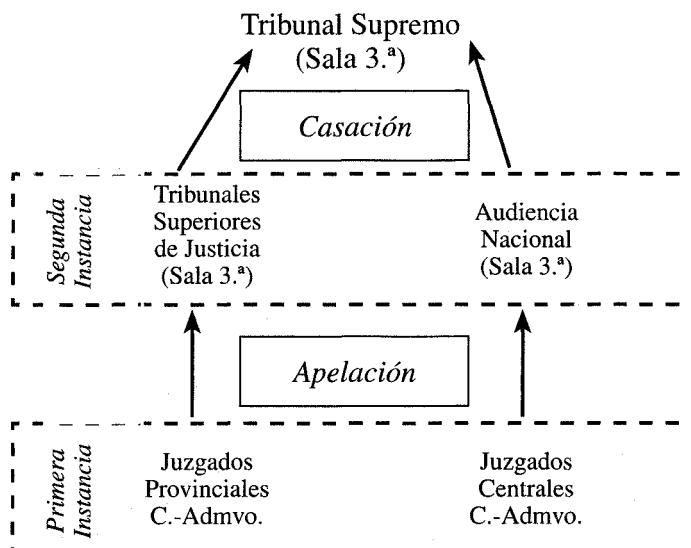 Tribunal Supremo
(Sala 3.ª)
Casación
Segunda
Instancia
Tribunales
Superiores
de Justicia
(Sala 3.ª)
Audiencia
Nacional
(Sala 3.ª)
Apelación
Primera
Instancia
Juzgados
Provinciales
C.-Admvo.
Juzgados
Centrales
C.-Admvo.